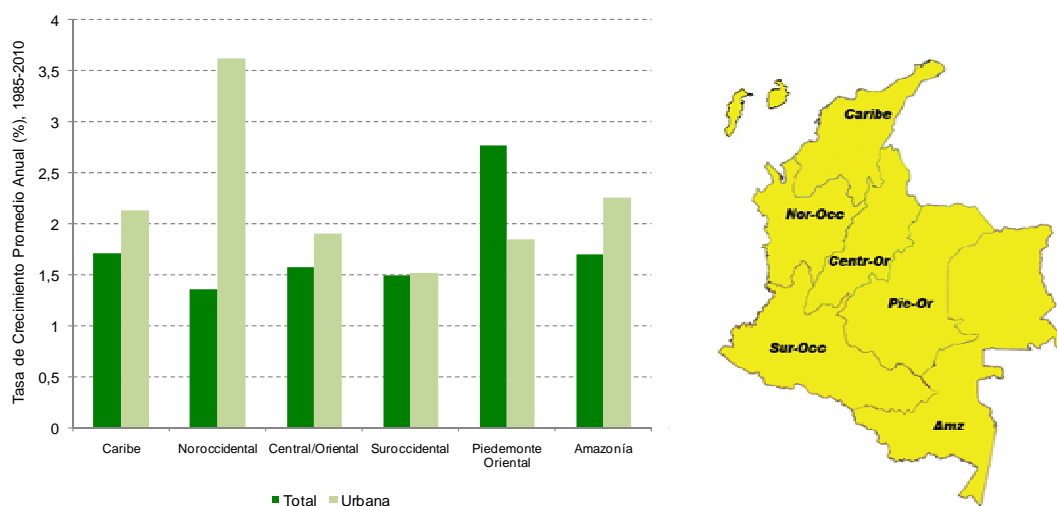 Tasa de Crecimiento Promedio Anual (%), 1985-2010
4
3,5
3
2,5
2
1,5
1
0,5
0
Caribe
Noroccidental
Central/Oriental
Suroccidental
Piedemonte
Oriental
Amazonía
Total
Urbana
Caribe
Nor-Occ
Centr-Or
Pie-Or
Sur-Occ
Amz